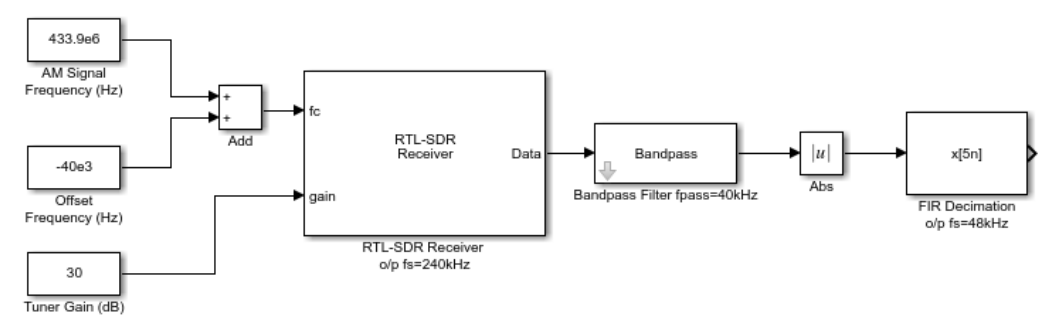 433.9e6
AM Signal
Frequency (Hz)
-40e3
Offset
Frequency (Hz)
30
Tuner Gain (dB)
+
+
Add
fc
gain
RTL-SDR
Receiver
Data
RTL-SDR Receiver
o/p fs=240kHz
Bandpass
Bandpass Filter fpass=40kHz
|u|
Abs
x[5n]
FIR Decimation
o/p fs=48kHz